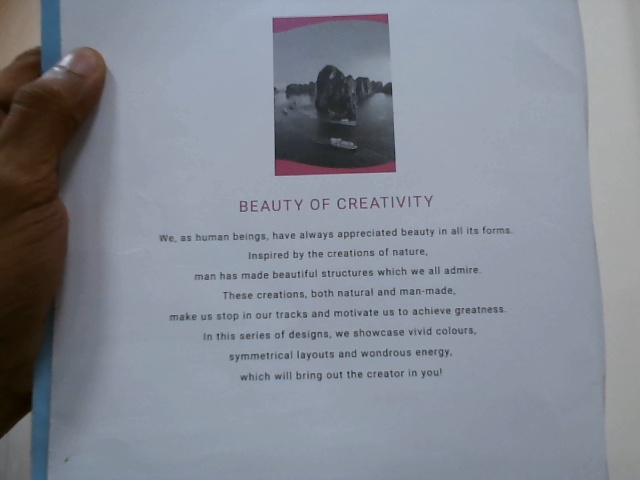 BEAUTY OF CREATIVITY
We, as human beings, have always appreciated beauty in all its forms.
Inspired by the creations of nature,
man has made beautiful structures which we all admire.
These creations, both natural and man-made,
make us stop in our tracks and motivate us to achieve greatness.
In this series of designs, we showcase vivid colours,
symmetrical layouts and wondrous energy,
which will bring out the creator in you!